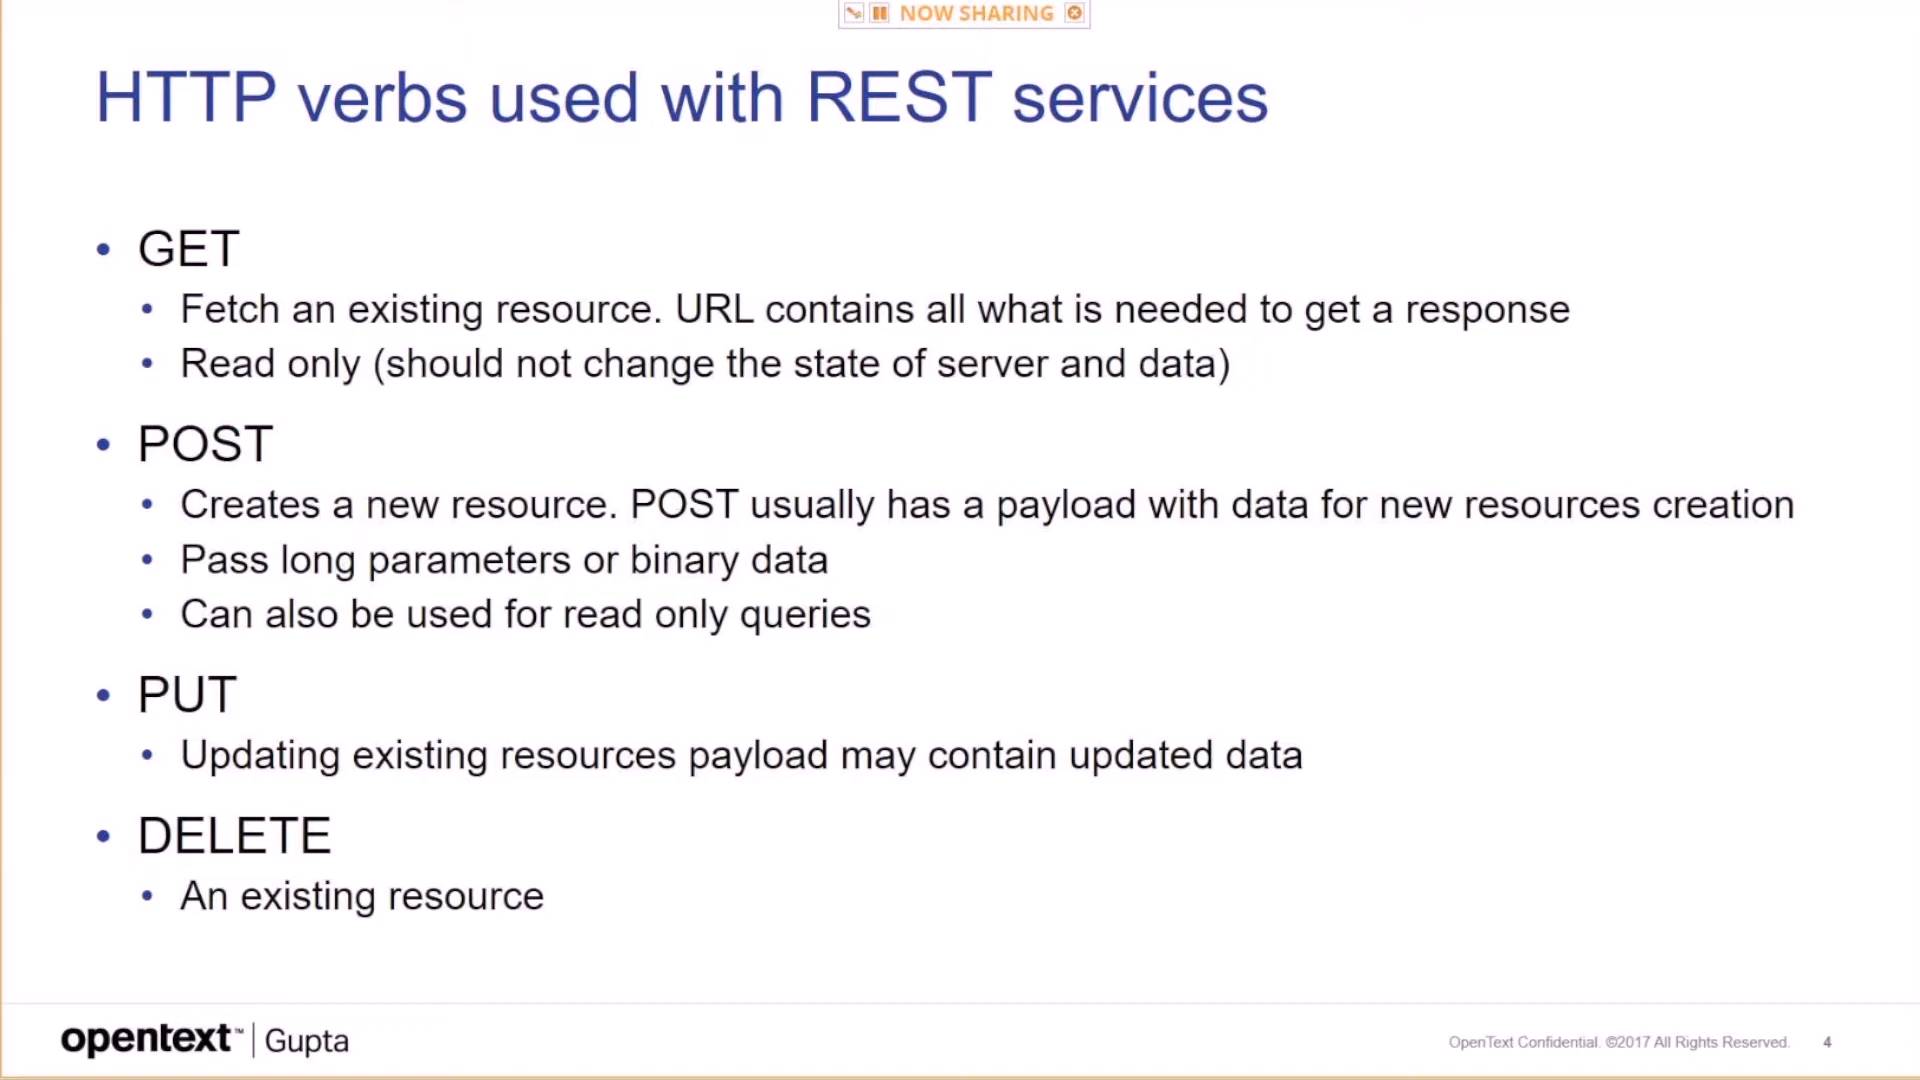 NOW SHARING
HTTP verbs used with REST services
• GET
• Fetch an existing resource. URL contains all what is needed to get a response
• Read only (should not change the state of server and data)
• POST
• Creates a new resource. POST usually has a payload with data for new resources creation
• Pass long parameters or binary data
• Can also be used for read only queries
• PUT
• Updating existing resources payload may contain updated data
• DELETE
• An existing resource
opentext™ | Gupta
OpenText Confidential. ©2017 All Rights Reserved. 4